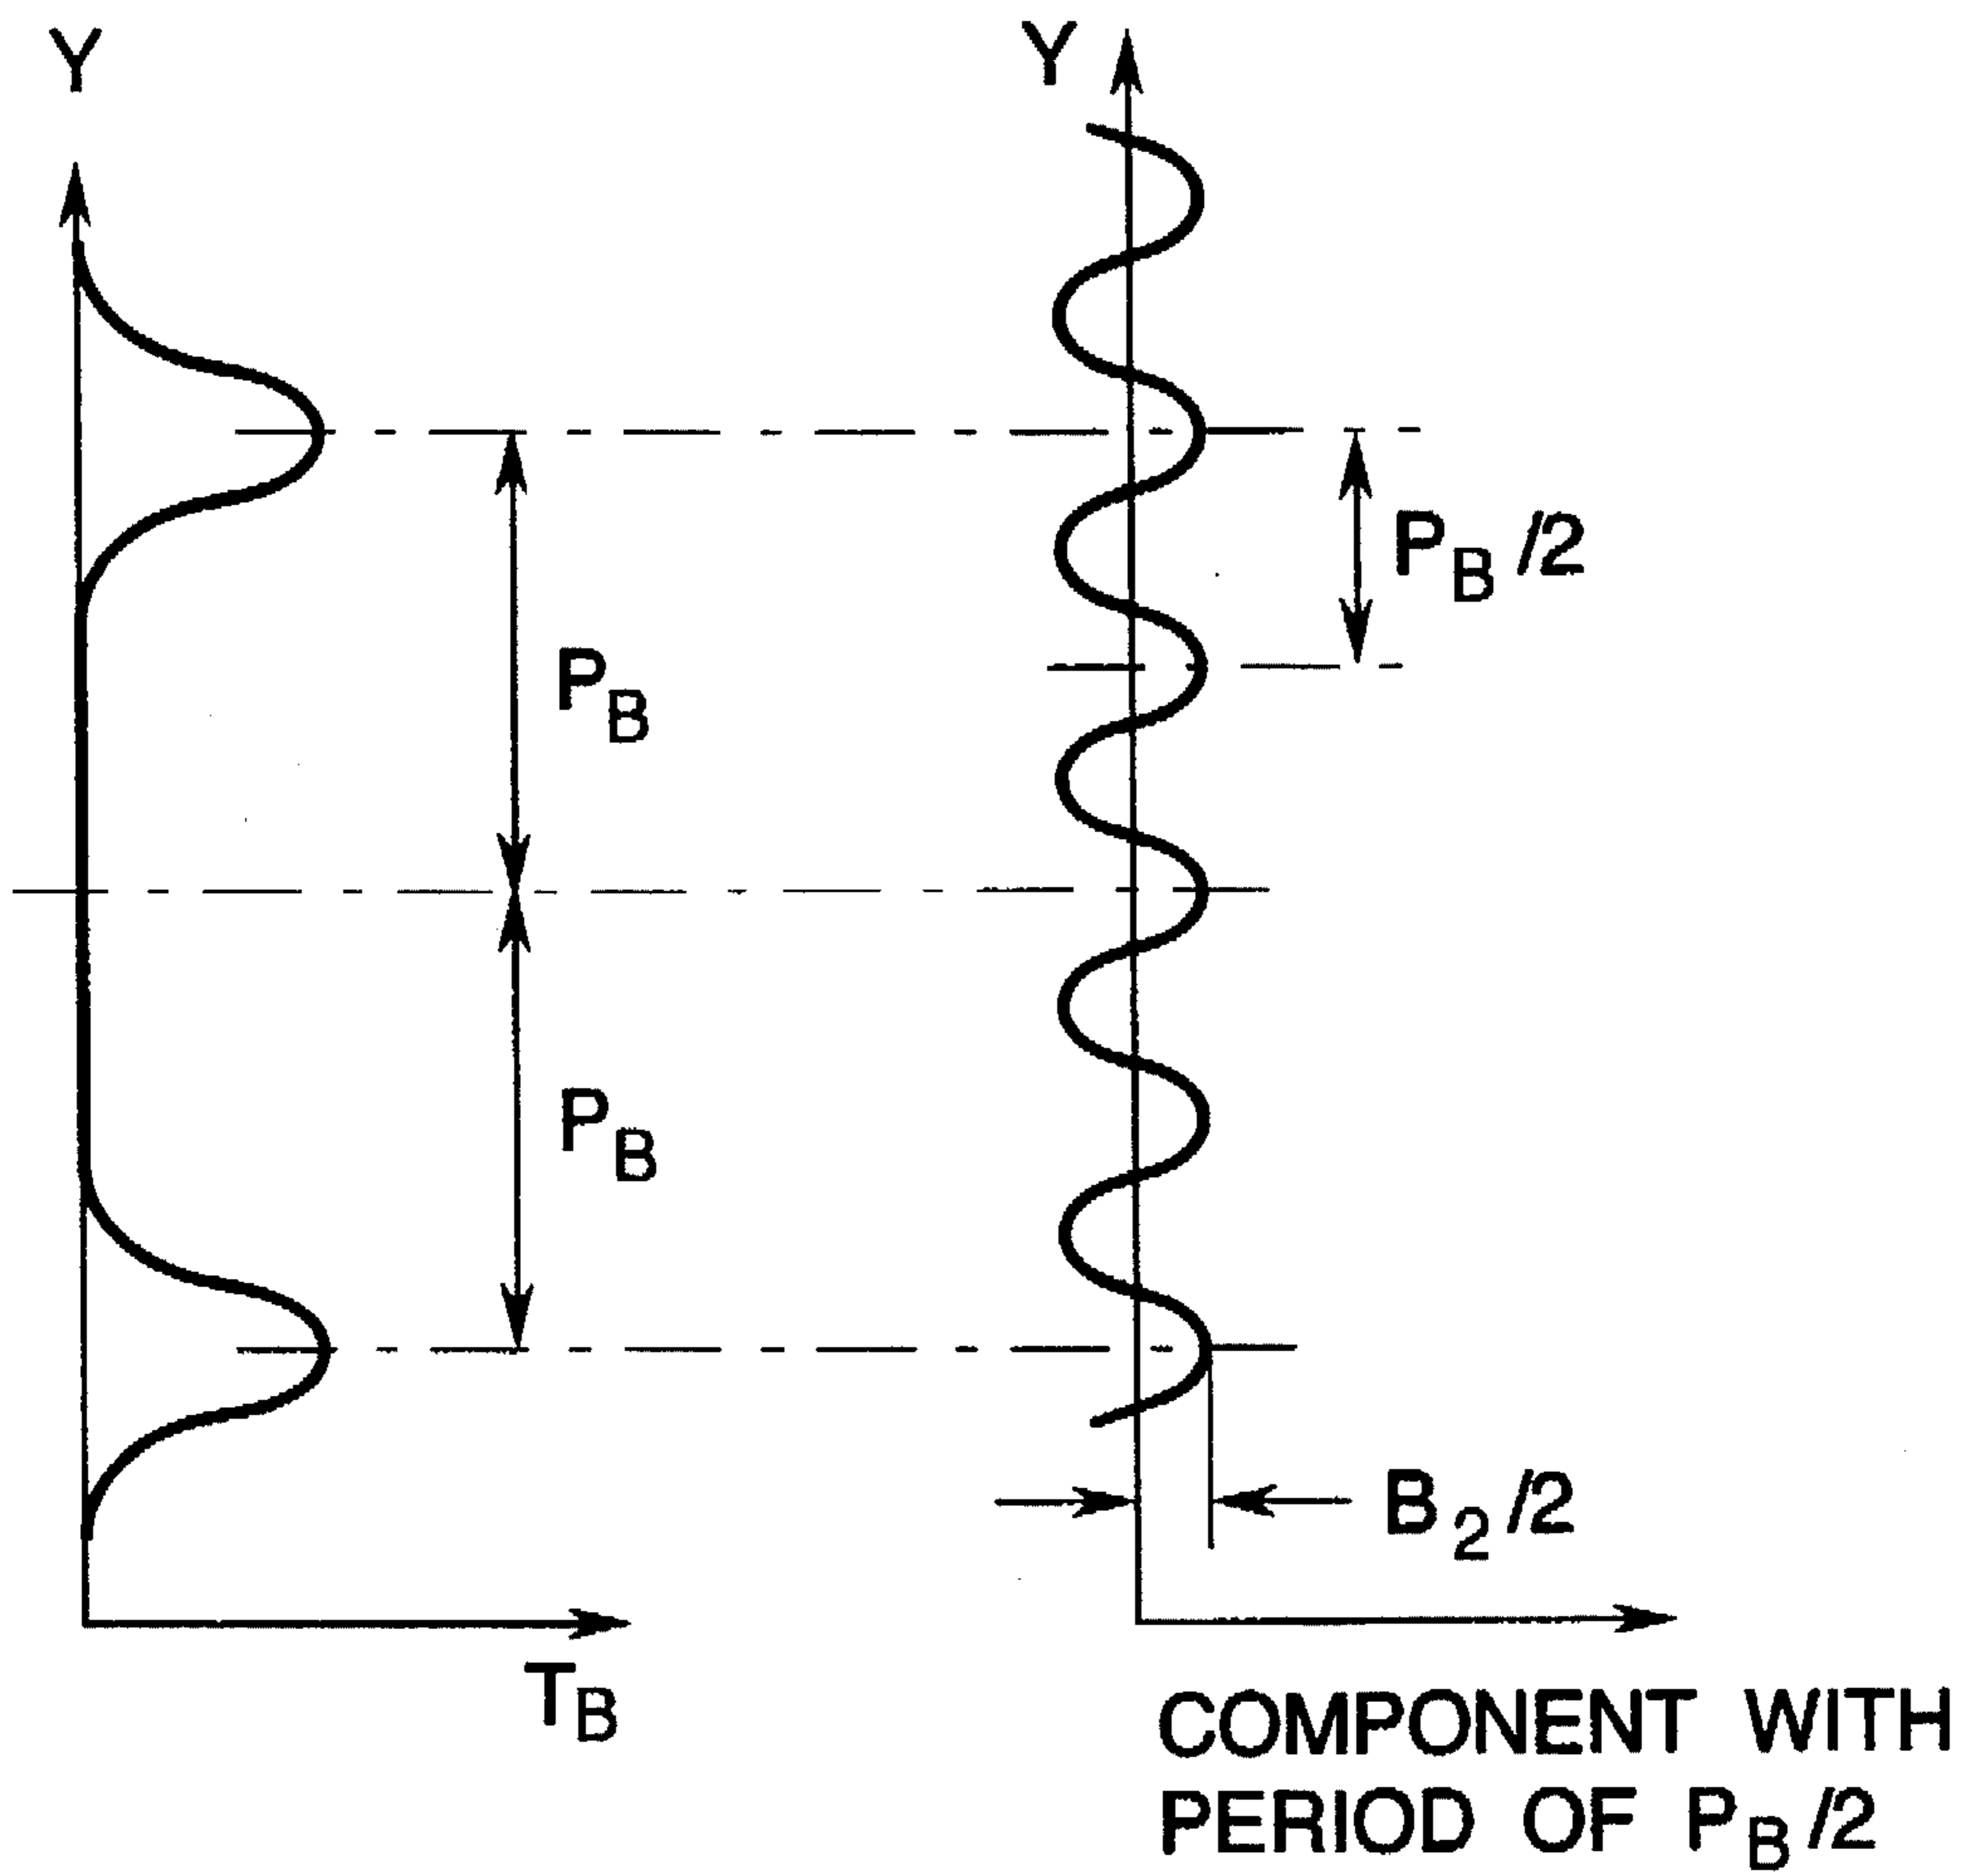 Y
Y
P_B/2
P_B
P_B
B_2/2
T_B
COMPONENT WITH
PERIOD OF P_B/2